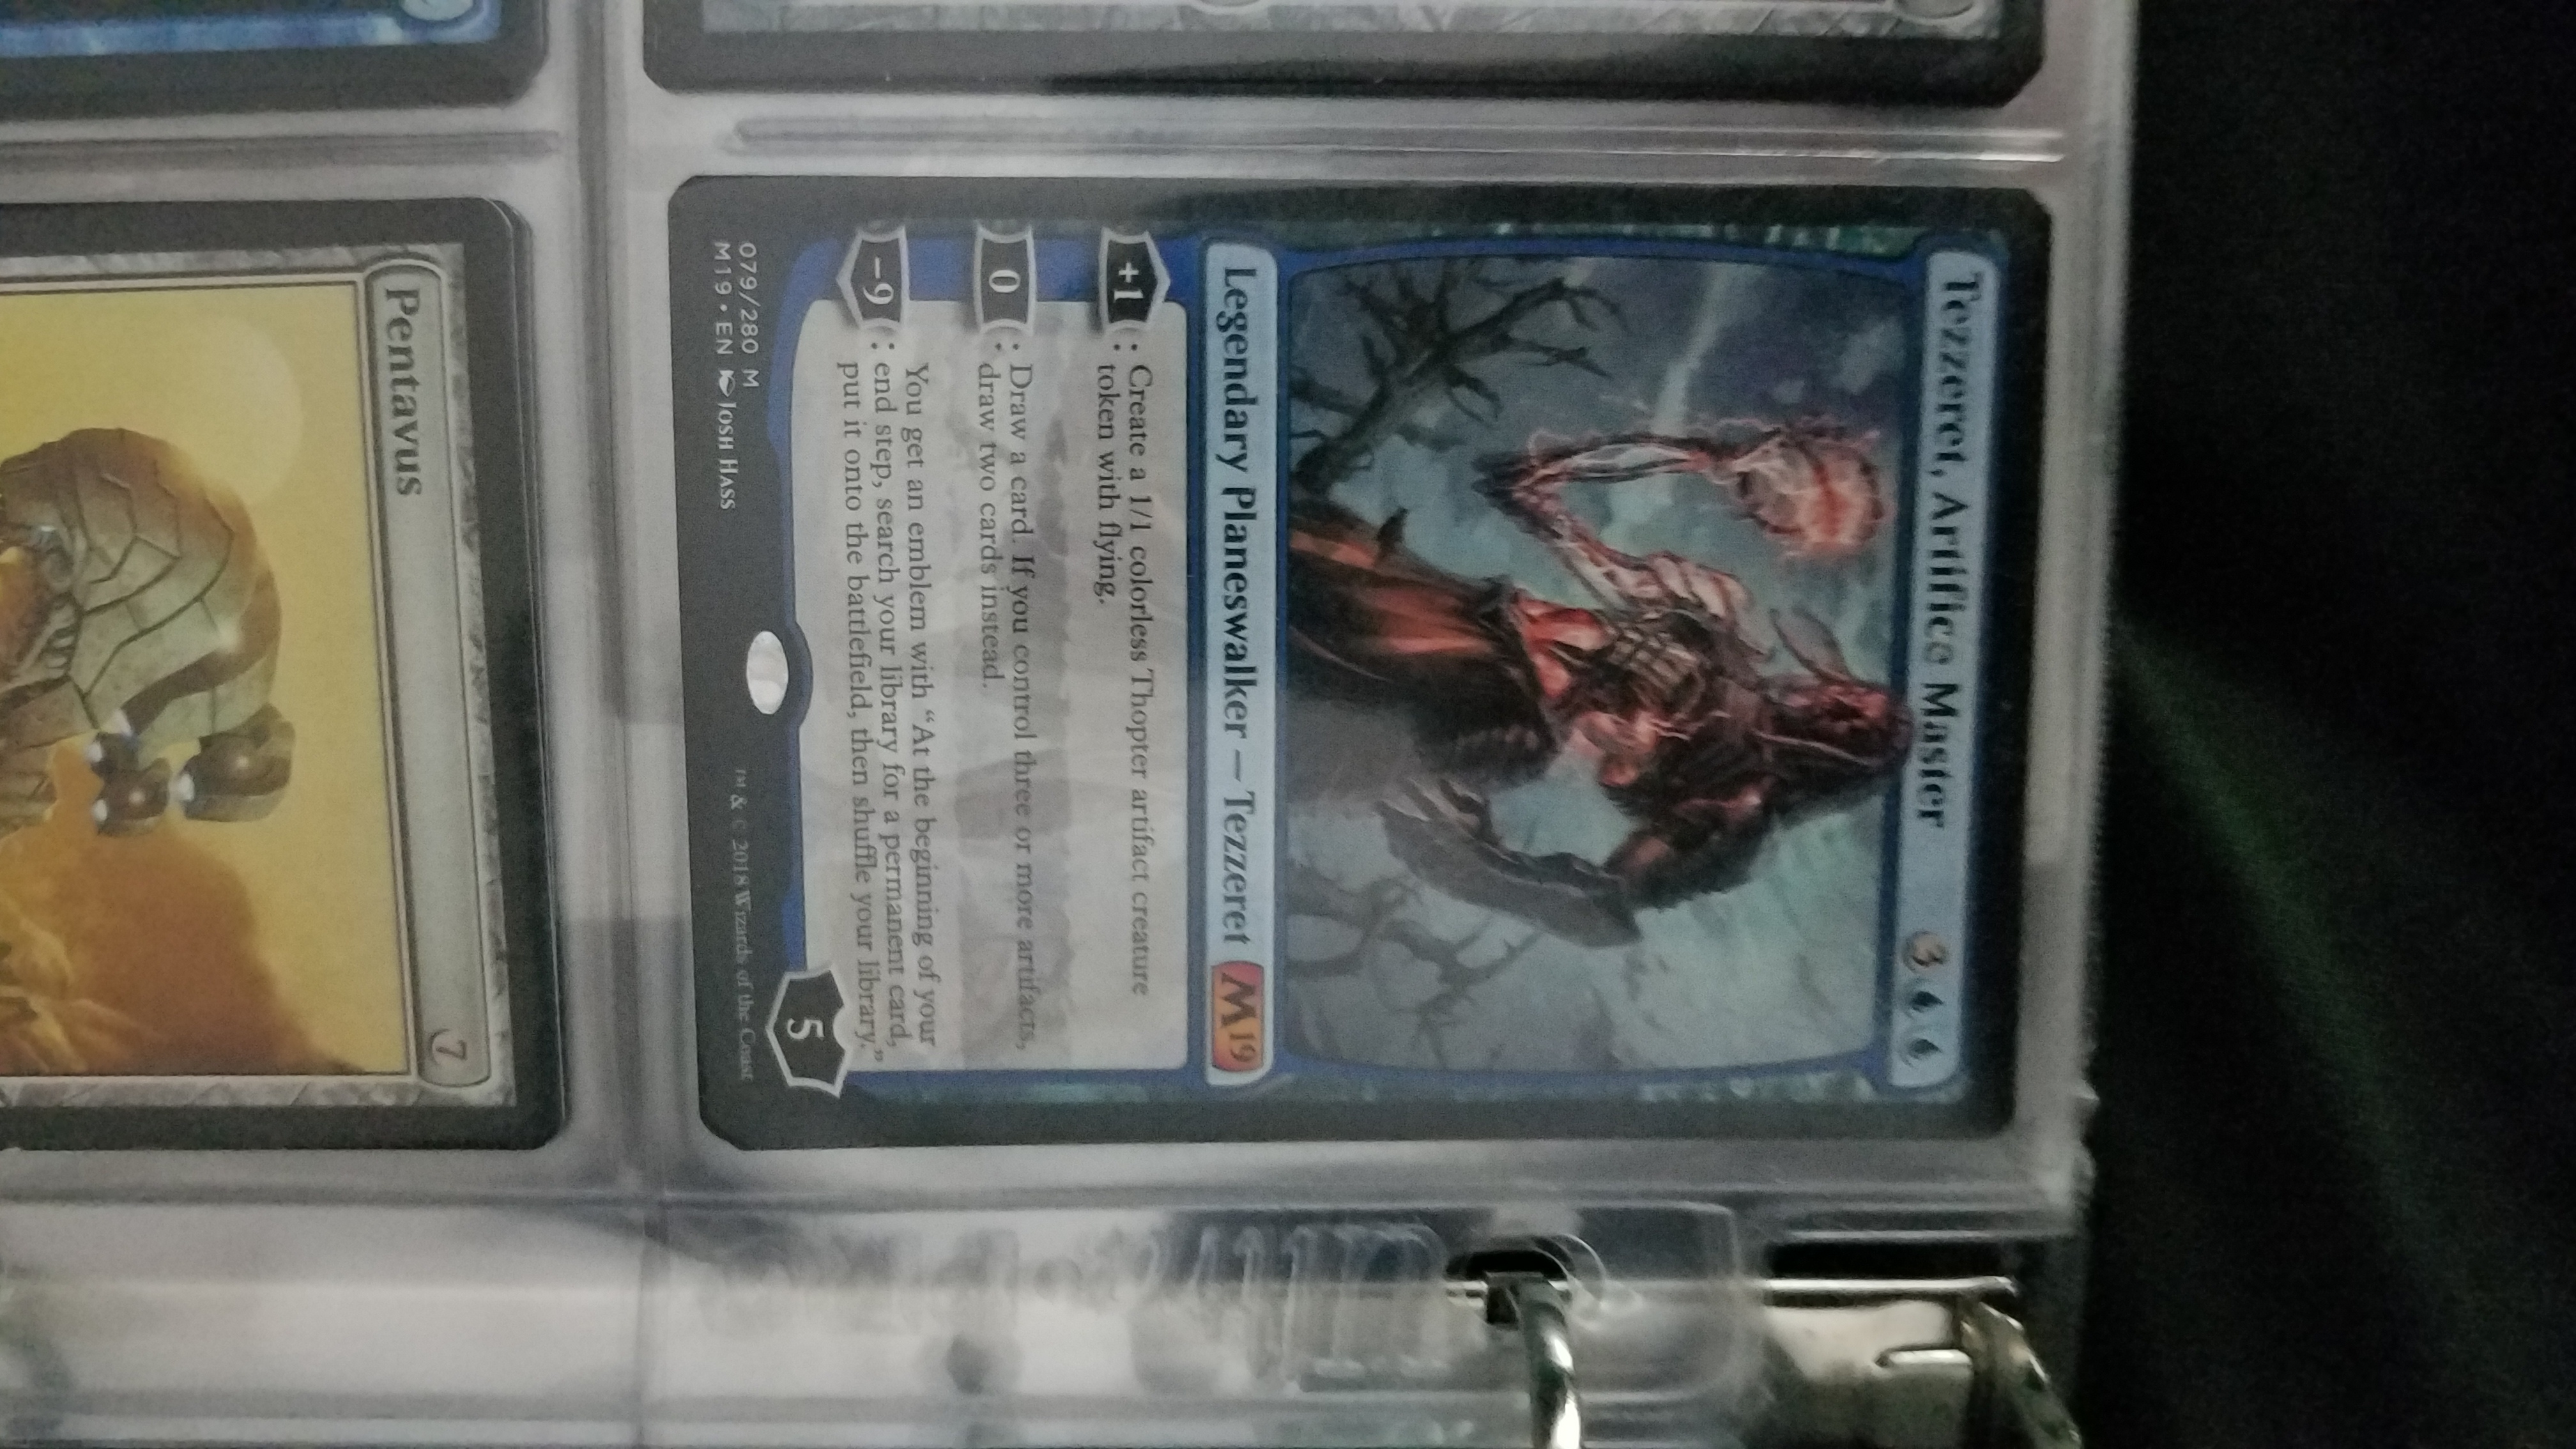 Tezzeret, Artifice Master 3
Legendary Planeswalker — Tezzeret M19
+1: Create a 1/1 colorless Thopter artifact creature
token with flying.
0: Draw a card. If you control three or more artifacts,
draw two cards instead.
−9: You get an emblem with “At the beginning of your
end step, search your library for a permanent card,
put it onto the battlefield, then shuffle your library.”
5
079/280 M
M19 • EN Josh Hass
™ & © 2018 Wizards of the Coast
Pentavus 7